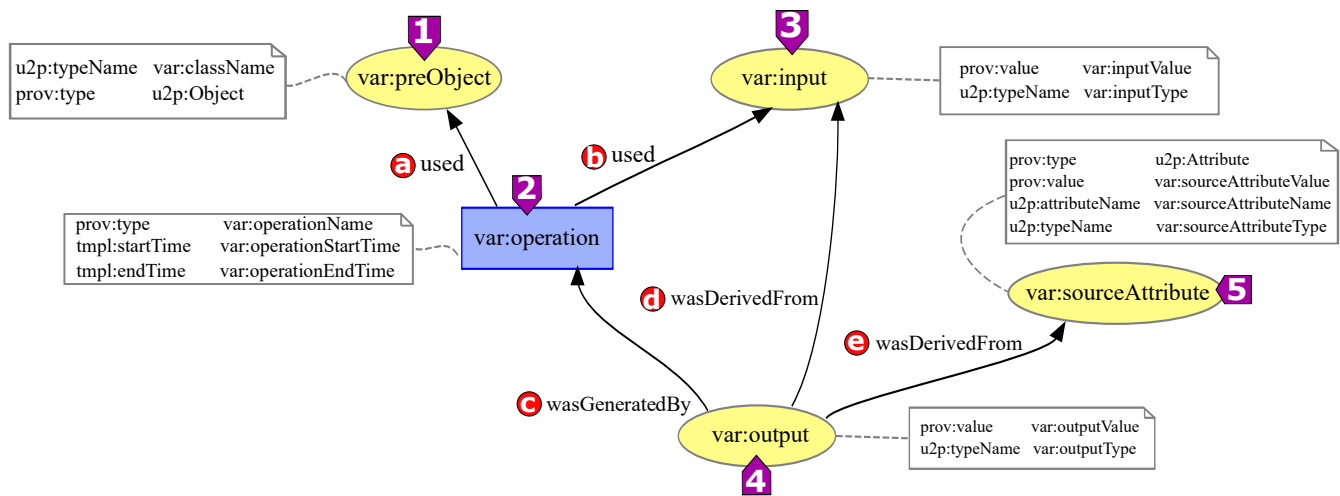 1
3
u2p:typeName var:className
prov:type u2p:Object
var:preObject
var:input
prov:value var:inputValue
u2p:typeName var:inputType
a used
b used
prov:type u2p:Attribute
prov:value var:sourceAttributeValue
u2p:attributeName var:sourceAttributeName
u2p:typeName var:sourceAttributeType
2
prov:type var:operationName
tmpl:startTime var:operationStartTime
tmpl:endTime var:operationEndTime
var:operation
d wasDerivedFrom
var:sourceAttribute 5
e wasDerivedFrom
c wasGeneratedBy
var:output
prov:value var:outputValue
u2p:typeName var:outputType
4